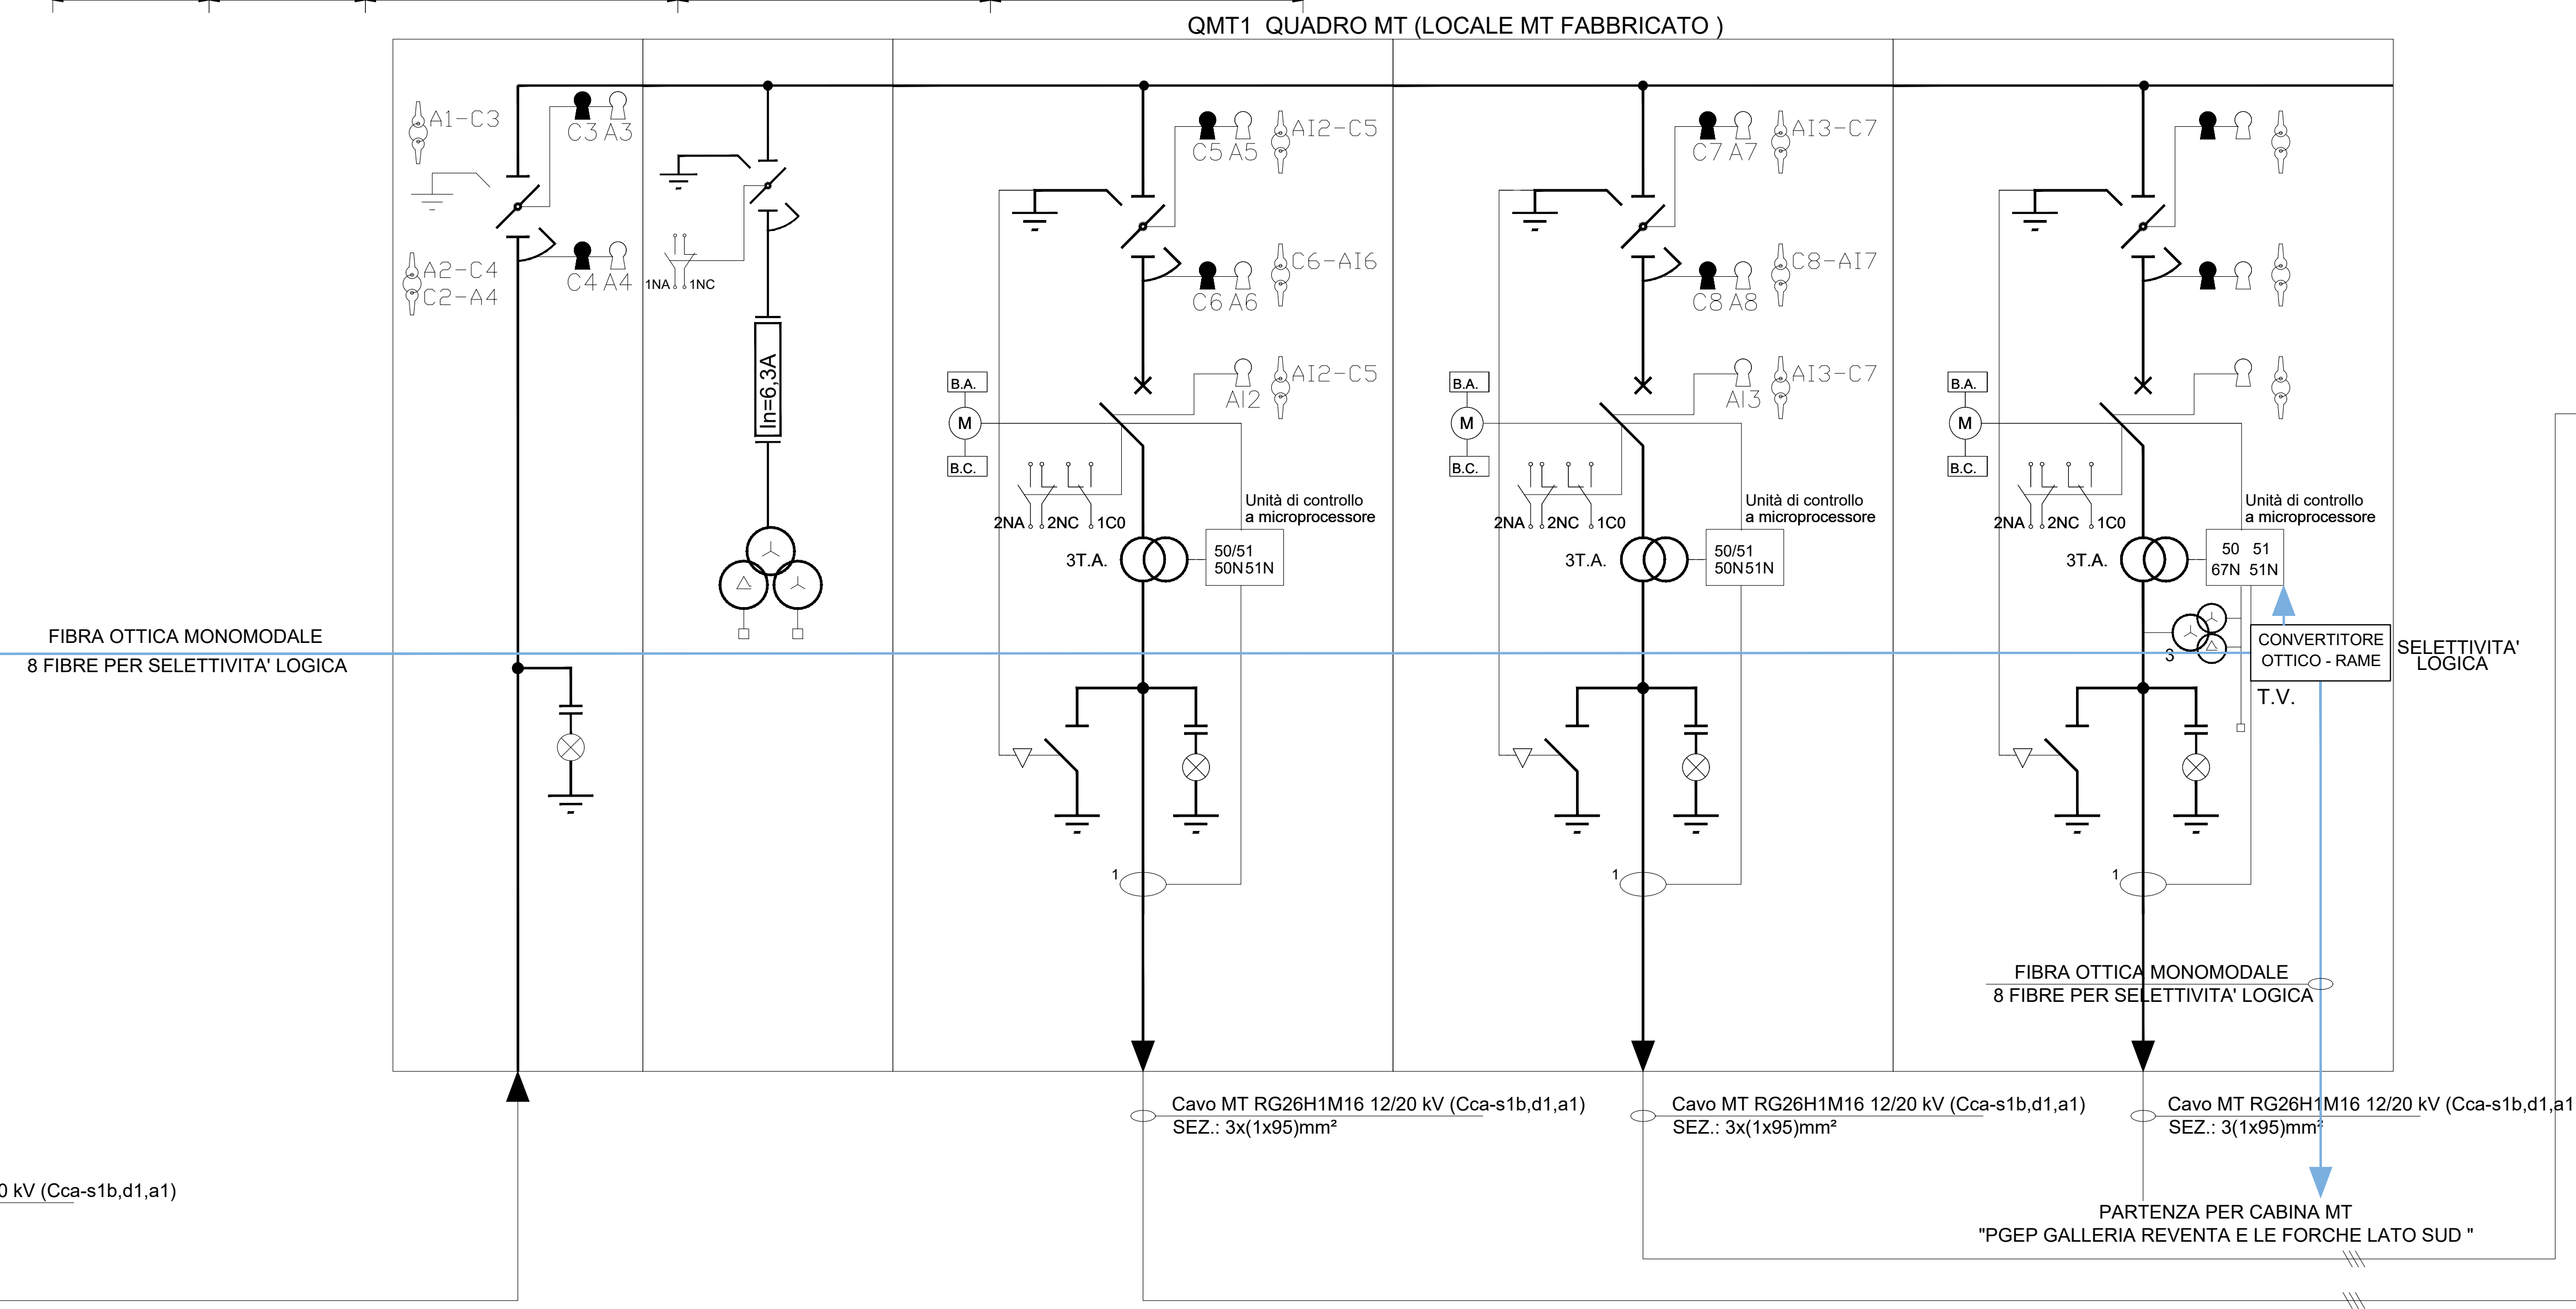 QMT1 QUADRO MT (LOCALE MT FABBRICATO )
A1-C3
C3 A3
A2-C4
C2-A4
C4 A4
1NA 1NC
In=6,3A
FIBRA OTTICA MONOMODALE
8 FIBRE PER SELETTIVITA' LOGICA
C5 A5
AI2-C5
C6 A6
C6-AI6
AI2
AI2-C5
B.A.
M
B.C.
2NA 2NC 1C0
Unità di controllo
a microprocessore
3T.A.
50/51
50N51N
1
C7 A7
AI3-C7
C8 A8
C8-AI7
AI3
AI3-C7
B.A.
M
B.C.
2NA 2NC 1C0
Unità di controllo
a microprocessore
3T.A.
50/51
50N51N
1
B.A.
M
B.C.
2NA 2NC 1C0
Unità di controllo
a microprocessore
3T.A.
50 51
67N 51N
3
CONVERTITORE
OTTICO - RAME
SELETTIVITA'
LOGICA
T.V.
1
FIBRA OTTICA MONOMODALE
8 FIBRE PER SELETTIVITA' LOGICA
Cavo MT RG26H1M16 12/20 kV (Cca-s1b,d1,a1)
SEZ.: 3x(1x95)mm²
Cavo MT RG26H1M16 12/20 kV (Cca-s1b,d1,a1)
SEZ.: 3x(1x95)mm²
Cavo MT RG26H1M16 12/20 kV (Cca-s1b,d1,a1
SEZ.: 3(1x95)mm²
0 kV (Cca-s1b,d1,a1)
PARTENZA PER CABINA MT
"PGEP GALLERIA REVENTA E LE FORCHE LATO SUD "